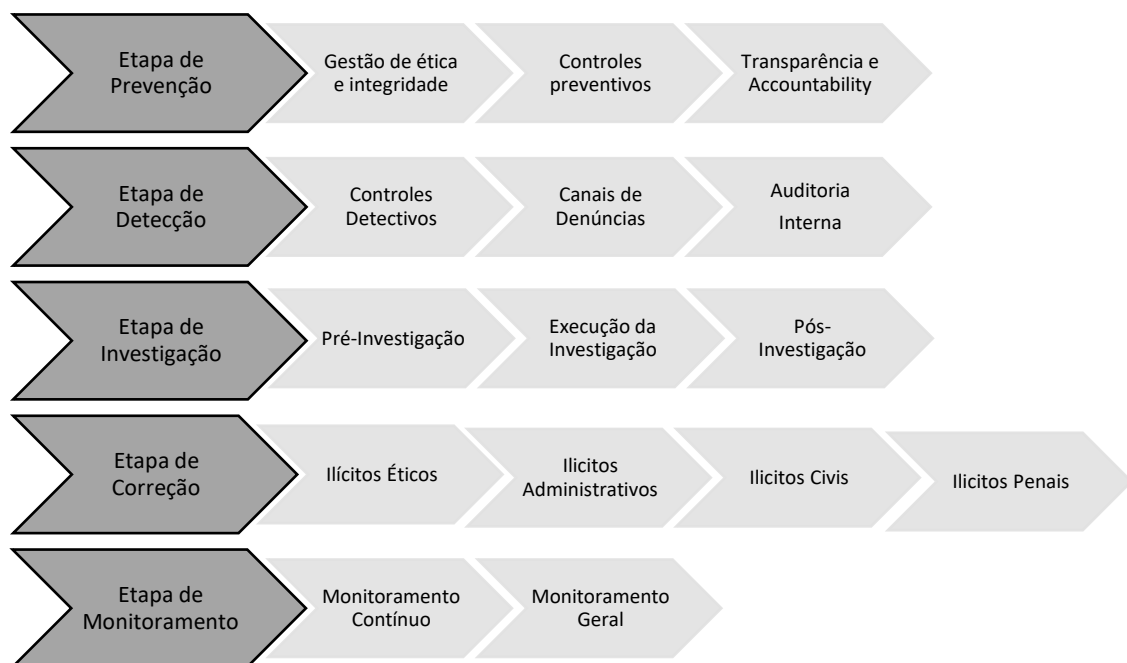 Etapa de
Prevenção
Gestão de ética
e integridade
Controles
preventivos
Transparência e
Accountability
Etapa de
Detecção
Controles
Detectivos
Canais de
Denúncias
Auditoria
Interna
Etapa de
Investigação
Pré-Investigação
Execução da
Investigação
Pós-
Investigação
Etapa de
Correção
Ilícitos Éticos
Ilicitos
Administrativos
Ilicitos Civis
Ilicitos Penais
Etapa de
Monitoramento
Monitoramento
Contínuo
Monitoramento
Geral